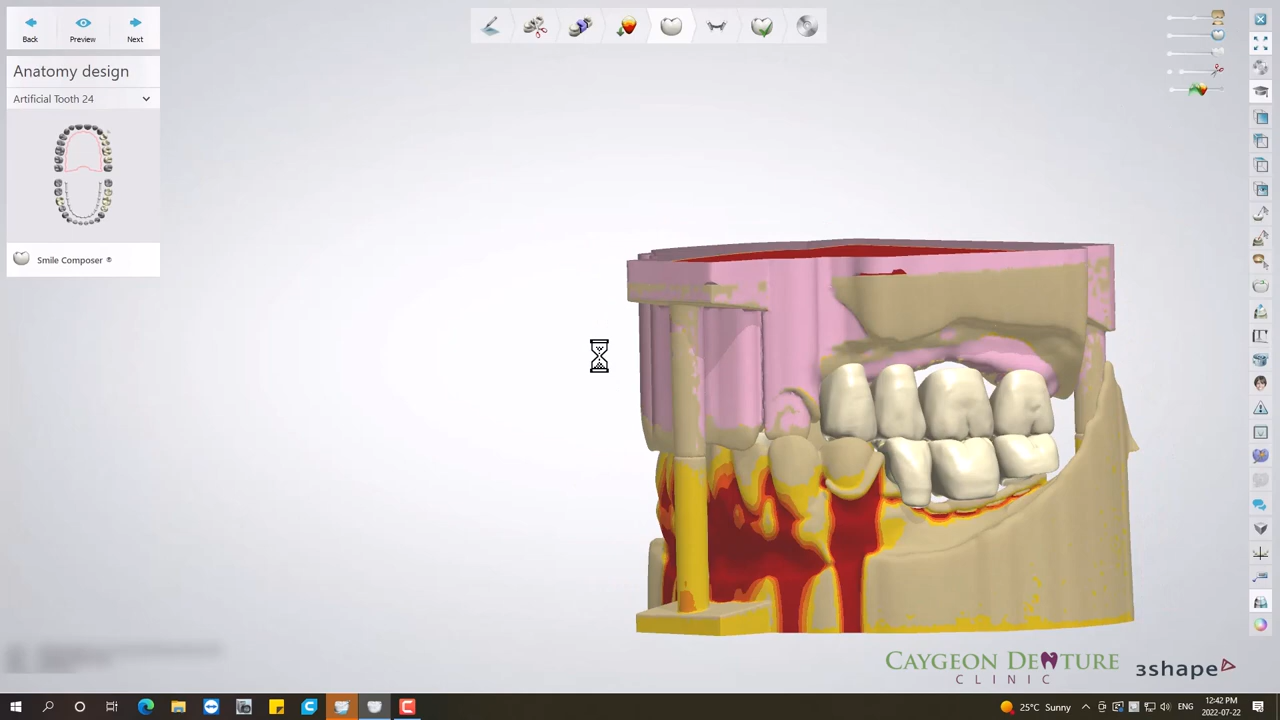 Back
Preview
Next
Anatomy design
Artificial Tooth 24
Smile Composer ®
CAYGEON DENTURE
CLINIC
3shape
25°C Sunny
ENG
12:42 PM
2022-07-22